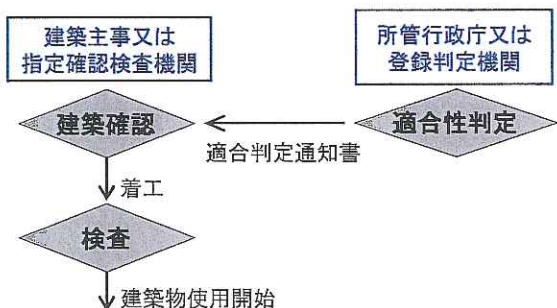 建築主事又は
指定確認検査機関
所管行政庁又は
登録判定機関
建築確認
適合性判定
適合判定通知書
着工
検査
建築物使用開始